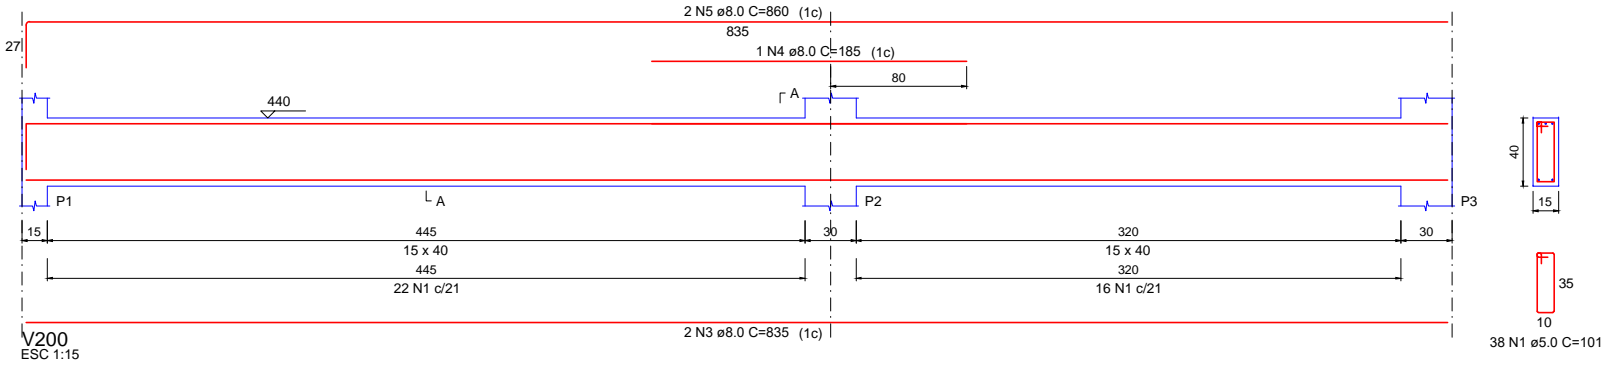 2 N5 ø8.0 C=860 (1c)
835
27
1 N4 ø8.0 C=185 (1c)
80
440
A
A
P1
P2
P3
15
445
30
320
30
15 x 40
15 x 40
445
320
22 N1 c/21
16 N1 c/21
2 N3 ø8.0 C=835 (1c)
V200
ESC 1:15
40
15
35
10
38 N1 ø5.0 C=101